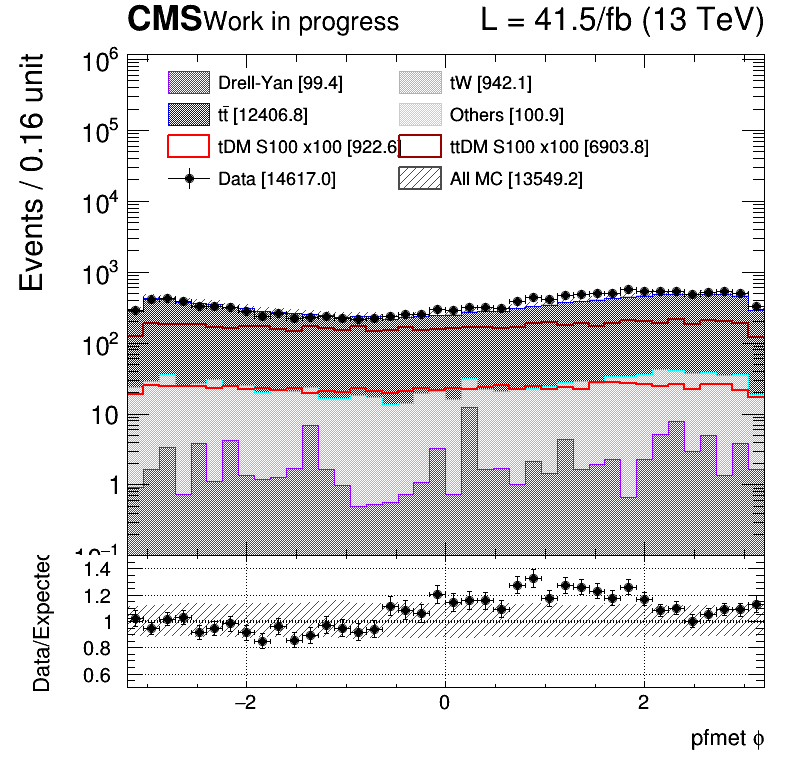 CMS Work in progress L = 41.5/fb (13 TeV)
Events / 0.16 unit
10⁶
10⁵
10⁴
10³
10²
10
1
10⁻¹
Drell-Yan [99.4] tW [942.1]
tt̄ [12406.8] Others [100.9]
tDM S100 x100 [922.6] ttDM S100 x100 [6903.8]
Data [14617.0] All MC [13549.2]
Data/Expected
1.4
1.2
1
0.8
0.6
−2 0 2
pfmet ϕ